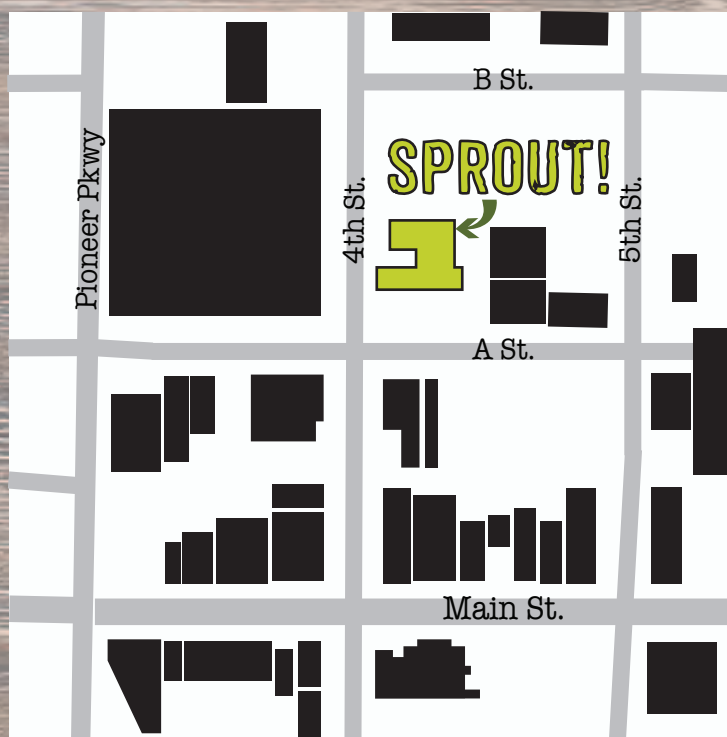 B St.
SPROUT!
Pioneer Pkwy
4th St.
5th St.
A St.
Main St.